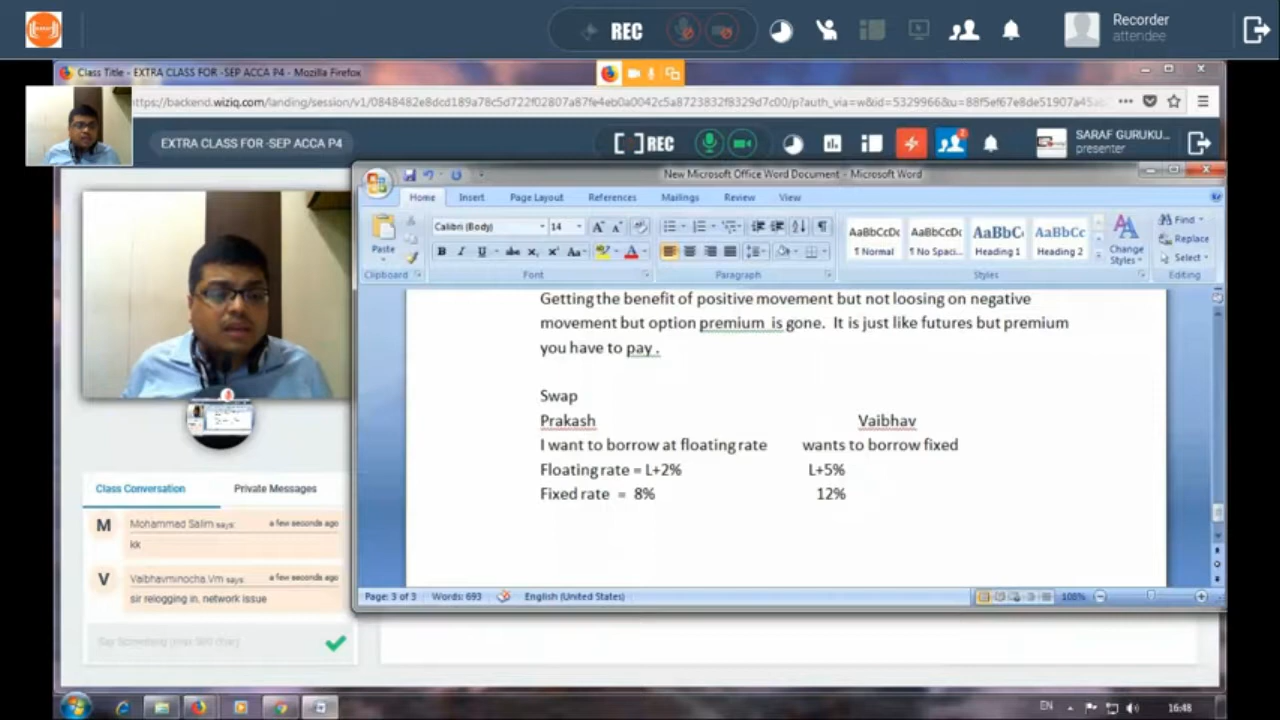 REC
Recorder
attendee
Class Title - EXTRA CLASS FOR -SEP ACCA P4 - Mozilla Firefox
EXTRA CLASS FOR -SEP ACCA P4
REC
SARAF GURUKU...
presenter
New Microsoft Office Word Document - Microsoft Word
Home Insert Page Layout References Mailings Review View
Paste
Calibri (Body) 14
AaBbCcDc AaBbCcDc AaBbC AaBbCc
¶ Normal ¶ No Spaci... Heading 1 Heading 2
Change Styles
Find
Replace
Select
Clipboard Font Paragraph Styles Editing
Getting the benefit of positive movement but not loosing on negative
movement but option premium is gone. It is just like futures but premium
you have to pay .
Swap
Prakash Vaibhav
I want to borrow at floating rate wants to borrow fixed
Floating rate = L+2% L+5%
Fixed rate = 8% 12%
Class Conversation Private Messages
M Mohammad Salim says: a few seconds ago
kk
V Vaibhavminocha.Vm says: a few seconds ago
sir relogging in. network issue
Say Something (max 500 char)
Page: 3 of 3 Words: 693 English (United States) 108%
EN 16:48